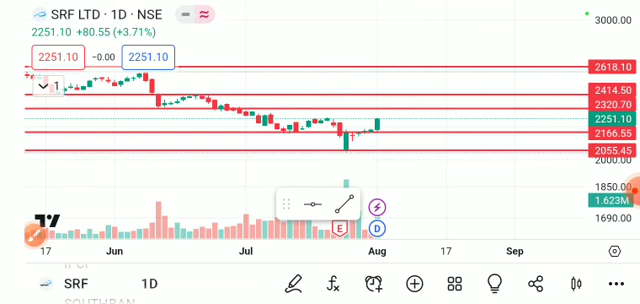 SRF LTD · 1D · NSE
2251.10 +80.55 (+3.71%)
2251.10 −0.00 2251.10
1
3000.00
2618.10
2414.50
2320.70
2251.10
2166.55
2055.45
2000.00
1850.00
1.623M
1690.00
E D
17 Jun Jul Aug 17 Sep
SRF 1D